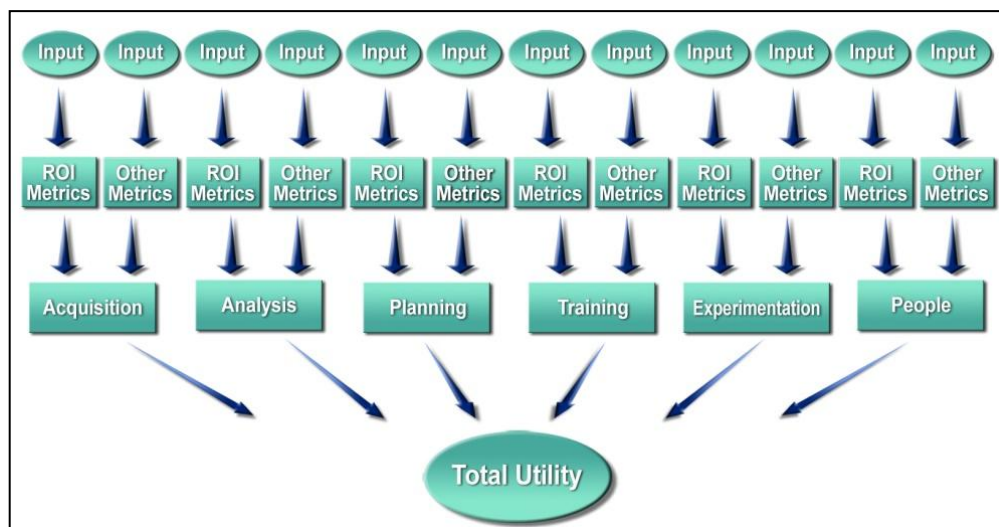 Input Input Input Input Input Input Input Input Input Input Input Input
ROI Other ROI Other ROI Other ROI Other ROI Other ROI Other
Metrics Metrics Metrics Metrics Metrics Metrics Metrics Metrics Metrics Metrics Metrics Metrics
Acquisition Analysis Planning Training Experimentation People
Total Utility